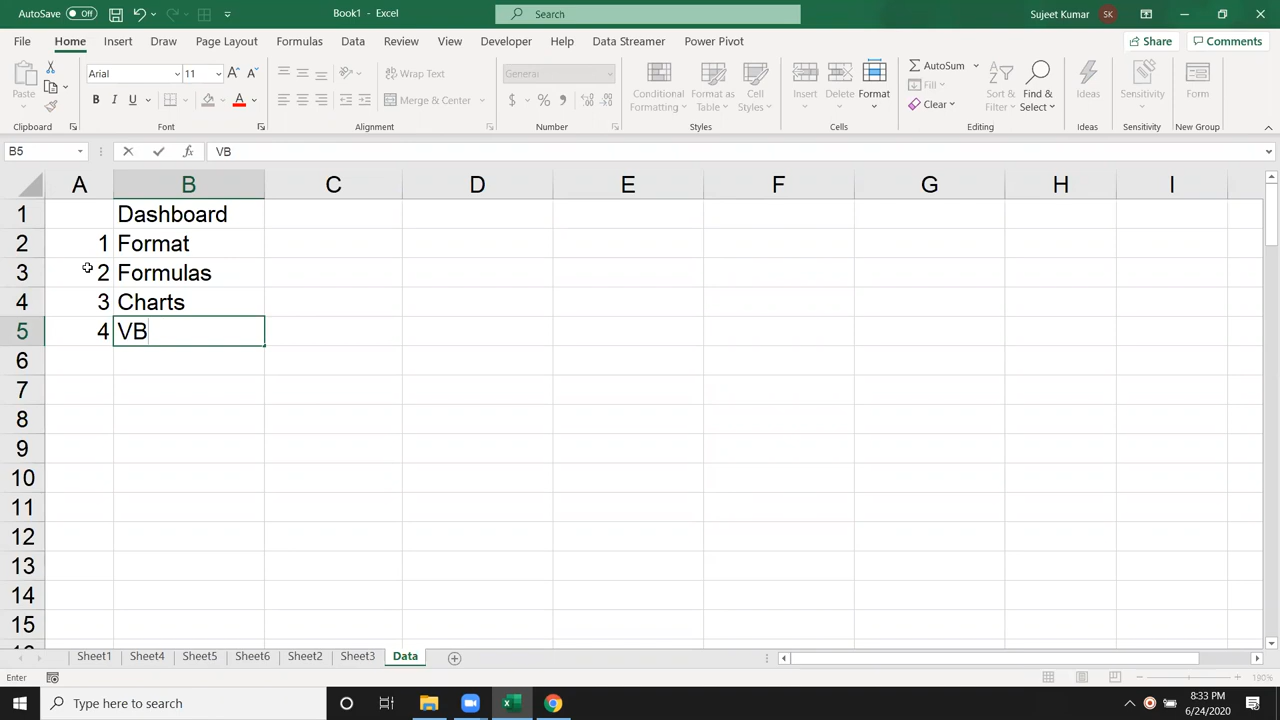 AutoSave Off
Book1 - Excel
Search
Sujeet Kumar SK
File Home Insert Draw Page Layout Formulas Data Review View Developer Help Data Streamer Power Pivot Share Comments
Paste
Arial 11
Wrap Text
General
Conditional Formatting
Format as Table
Cell Styles
Insert
Delete
Format
AutoSum
Fill
Clear
Sort & Filter
Find & Select
Ideas
Sensitivity
Form
B I U
Merge & Center
$ % ,
Clipboard Font Alignment Number Styles Cells Editing Ideas Sensitivity New Group
B5 fx VB
A B C D E F G H I
1 Dashboard
2 1 Format
3 2 Formulas
4 3 Charts
5 4 VB
6
7
8
9
10
11
12
13
14
15
Sheet1 Sheet4 Sheet5 Sheet6 Sheet2 Sheet3 Data
Enter 190%
Type here to search
8:33 PM
6/24/2020